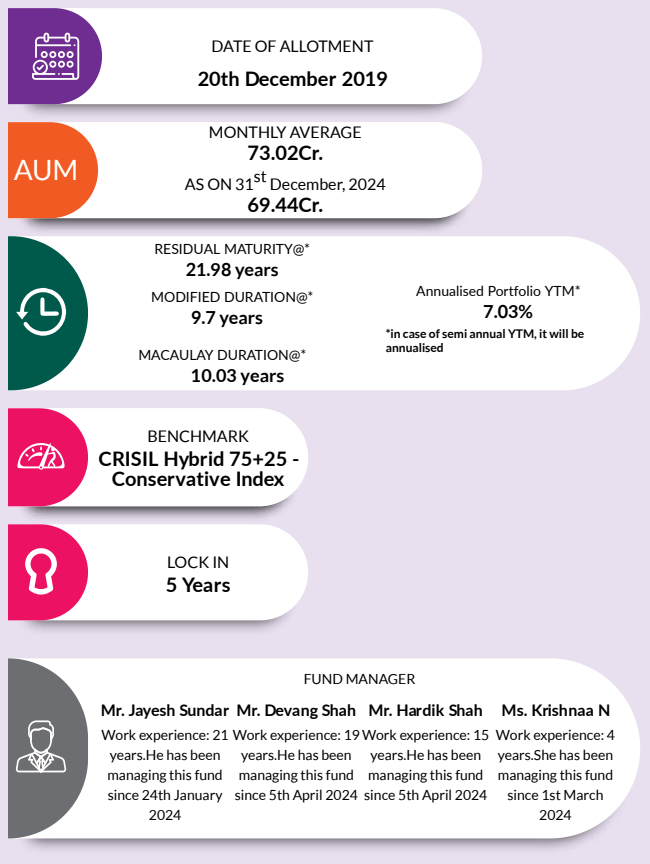 DATE OF ALLOTMENT
20th December 2019
AUM
MONTHLY AVERAGE
73.02Cr.
AS ON 31st December, 2024
69.44Cr.
RESIDUAL MATURITY@*
21.98 years
MODIFIED DURATION@*
9.7 years
MACAULAY DURATION@*
10.03 years
Annualised Portfolio YTM*
7.03%
*in case of semi annual YTM, it will be
annualised
BENCHMARK
CRISIL Hybrid 75+25 -
Conservative Index
LOCK IN
5 Years
FUND MANAGER
Mr. Jayesh Sundar
Work experience: 21
years.He has been
managing this fund
since 24th January
2024
Mr. Devang Shah
Work experience: 19
years.He has been
managing this fund
since 5th April 2024
Mr. Hardik Shah
Work experience: 15
years.He has been
managing this fund
since 5th April 2024
Ms. Krishnaa N
Work experience: 4
years.She has been
managing this fund
since 1st March
2024